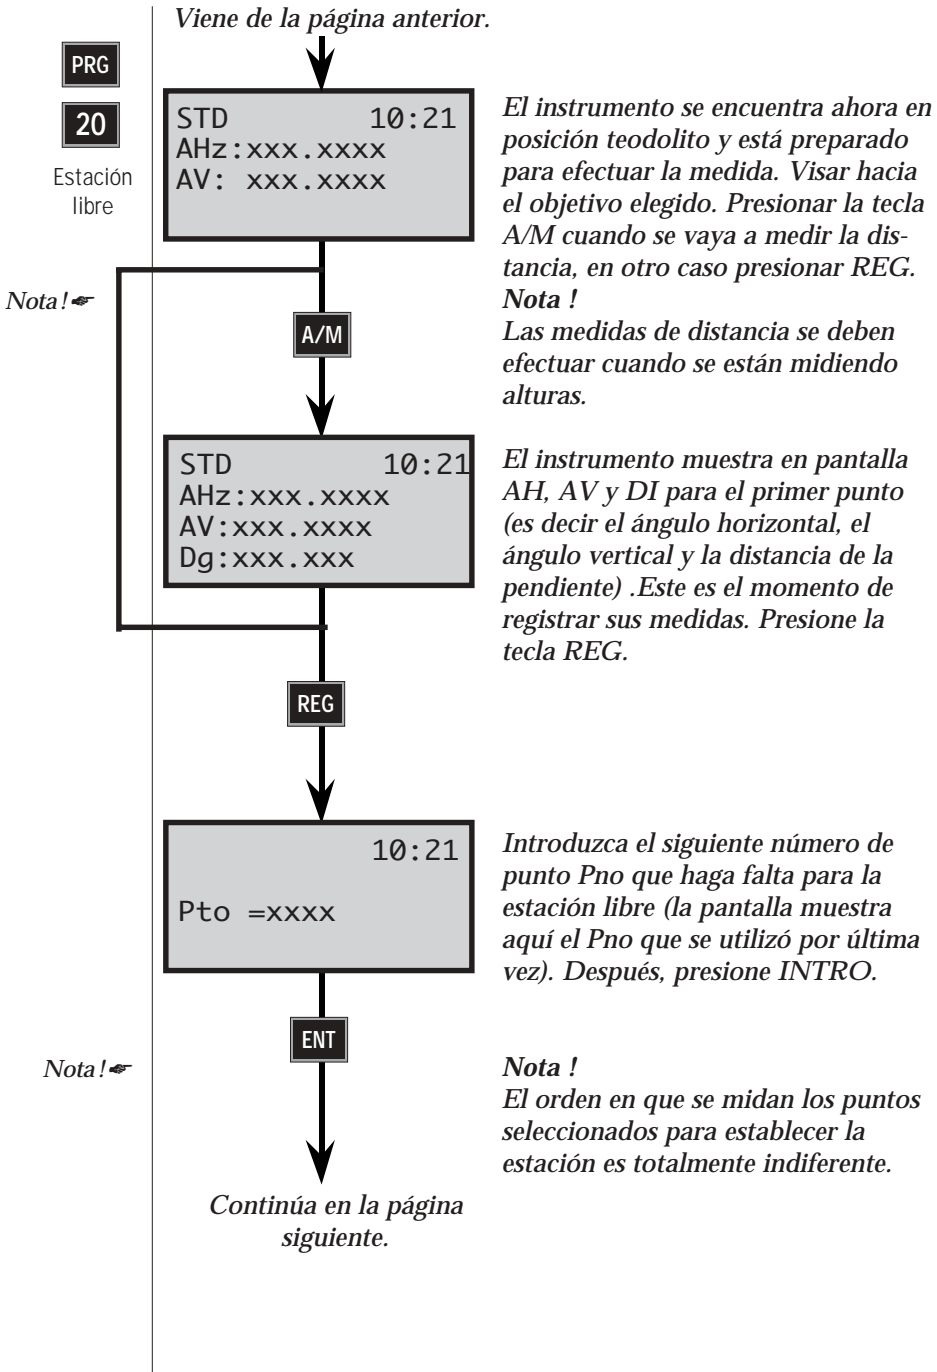 Viene de la página anterior.
PRG
20
Estación
libre
STD 10:21
AHz:xxx.xxxx
AV: xxx.xxxx
El instrumento se encuentra ahora en
posición teodolito y está preparado
para efectuar la medida. Visar hacia
el objetivo elegido. Presionar la tecla
A/M cuando se vaya a medir la dis-
tancia, en otro caso presionar REG.
Nota !
Las medidas de distancia se deben
efectuar cuando se están midiendo
alturas.
Nota!☛
A/M
STD 10:21
AHz:xxx.xxxx
AV:xxx.xxxx
Dg:xxx.xxx
El instrumento muestra en pantalla
AH, AV y DI para el primer punto
(es decir el ángulo horizontal, el
ángulo vertical y la distancia de la
pendiente) .Este es el momento de
registrar sus medidas. Presione la
tecla REG.
REG
10:21
Pto =xxxx
Introduzca el siguiente número de
punto Pno que haga falta para la
estación libre (la pantalla muestra
aquí el Pno que se utilizó por última
vez). Después, presione INTRO.
ENT
Nota!☛
Nota !
El orden en que se midan los puntos
seleccionados para establecer la
estación es totalmente indiferente.
Continúa en la página
siguiente.